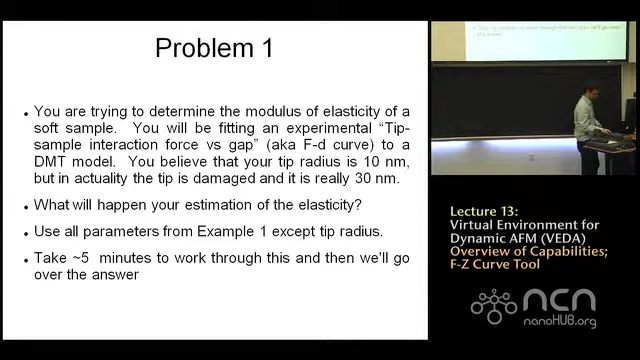 Problem 1
You are trying to determine the modulus of elasticity of a
soft sample. You will be fitting an experimental “Tip-
sample interaction force vs gap” (aka F-d curve) to a
DMT model. You believe that your tip radius is 10 nm,
but in actuality the tip is damaged and it is really 30 nm.
What will happen your estimation of the elasticity?
Use all parameters from Example 1 except tip radius.
Take ~5 minutes to work through this and then we'll go
over the answer
Lecture 13:
Virtual Environment for
Dynamic AFM (VEDA)
Overview of Capabilities;
F-Z Curve Tool
ncn
nanoHUB.org